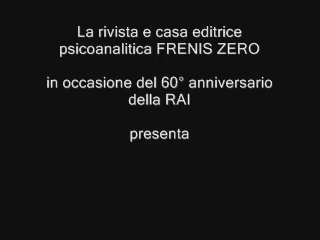 La rivista e casa editrice
psicoanalitica FRENIS ZERO
in occasione del 60° anniversario
della RAI
presenta